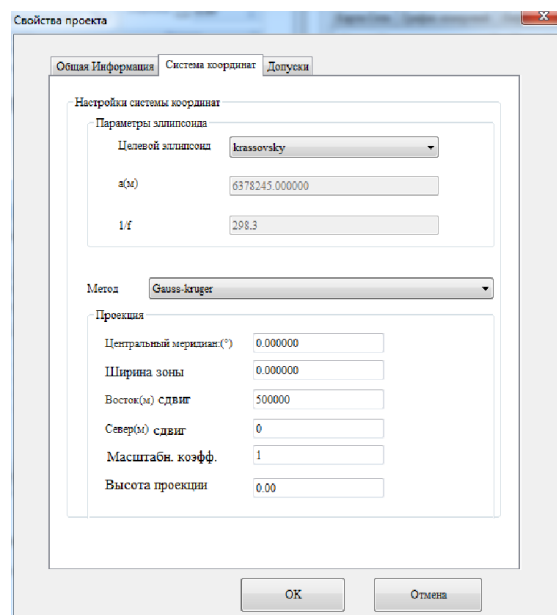 Свойства проекта
Общая Информация Система координат Допуски
Настройки системы координат
Параметры эллипсоида
Целевой эллипсоид krassovsky
a(м) 6378245.000000
1/f 298.3
Метод Gauss-kruger
Проекция
Центральный меридиан:(°) 0.000000
Ширина зоны 0.000000
Восток(м) сдвиг 500000
Север(м) сдвиг 0
Масштабн. коэфф. 1
Высота проекции 0.00
OK Отмена